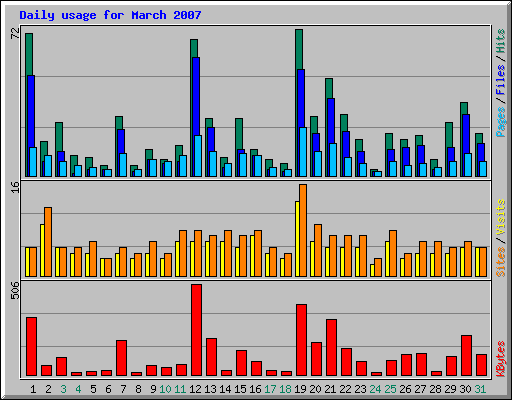 Daily usage for March 2007
72
Pages / Files / Hits
16
Sites / Visits
506
KBytes
1 2 3 4 5 6 7 8 9 10 11 12 13 14 15 16 17 18 19 20 21 22 23 24 25 26 27 28 29 30 31